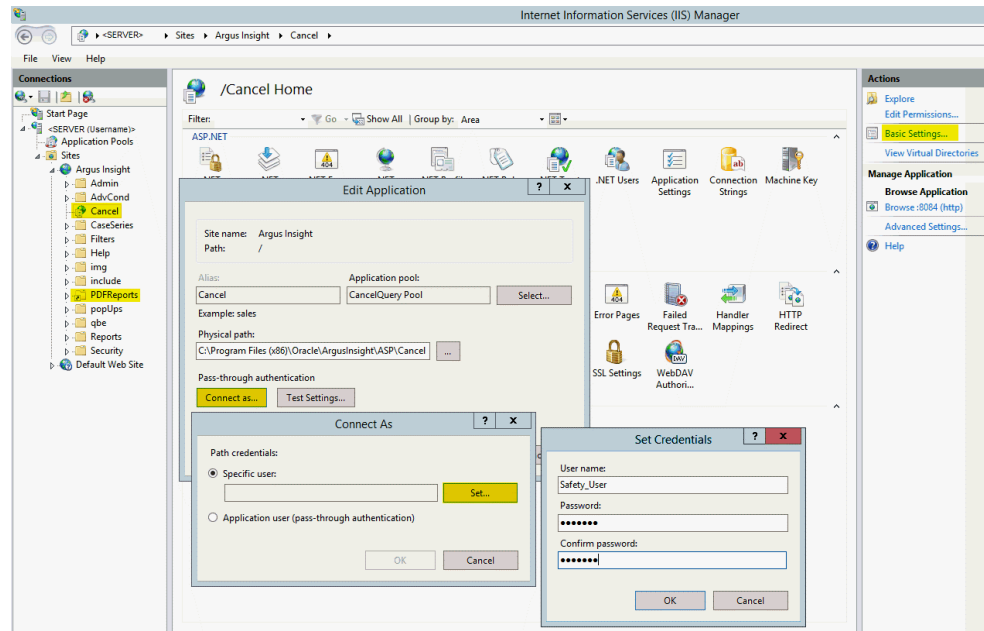 Internet Information Services (IIS) Manager
<SERVER> Sites Argus Insight Cancel
File View Help
Connections
Start Page
<SERVER (Username)>
Application Pools
Sites
Argus Insight
Admin
AdvCond
Cancel
CaseSeries
Filters
Help
img
include
PDFReports
popUps
qbe
Reports
Security
Default Web Site
/Cancel Home
Filter: Go Show All Group by: Area
ASP.NET
.NET Users
Application Settings
Connection Strings
Machine Key
Error Pages
Failed Request Tra...
Handler Mappings
HTTP Redirect
SSL Settings
WebDAV Authori...
Edit Application ? X
Site name: Argus Insight
Path: /
Alias: Application pool:
Cancel CancelQuery Pool Select...
Example: sales
Physical path:
C:\Program Files (x86)\Oracle\ArgusInsight\ASP\Cancel ...
Pass-through authentication
Connect as... Test Settings...
Connect As ? X
Path credentials:
Specific user:
Set...
Application user (pass-through authentication)
OK Cancel
Set Credentials ? X
User name:
Safety_User
Password:
•••••••
Confirm password:
•••••••
OK Cancel
Actions
Explore
Edit Permissions...
Basic Settings...
View Virtual Directories
Manage Application
Browse Application
Browse :8084 (http)
Advanced Settings...
Help